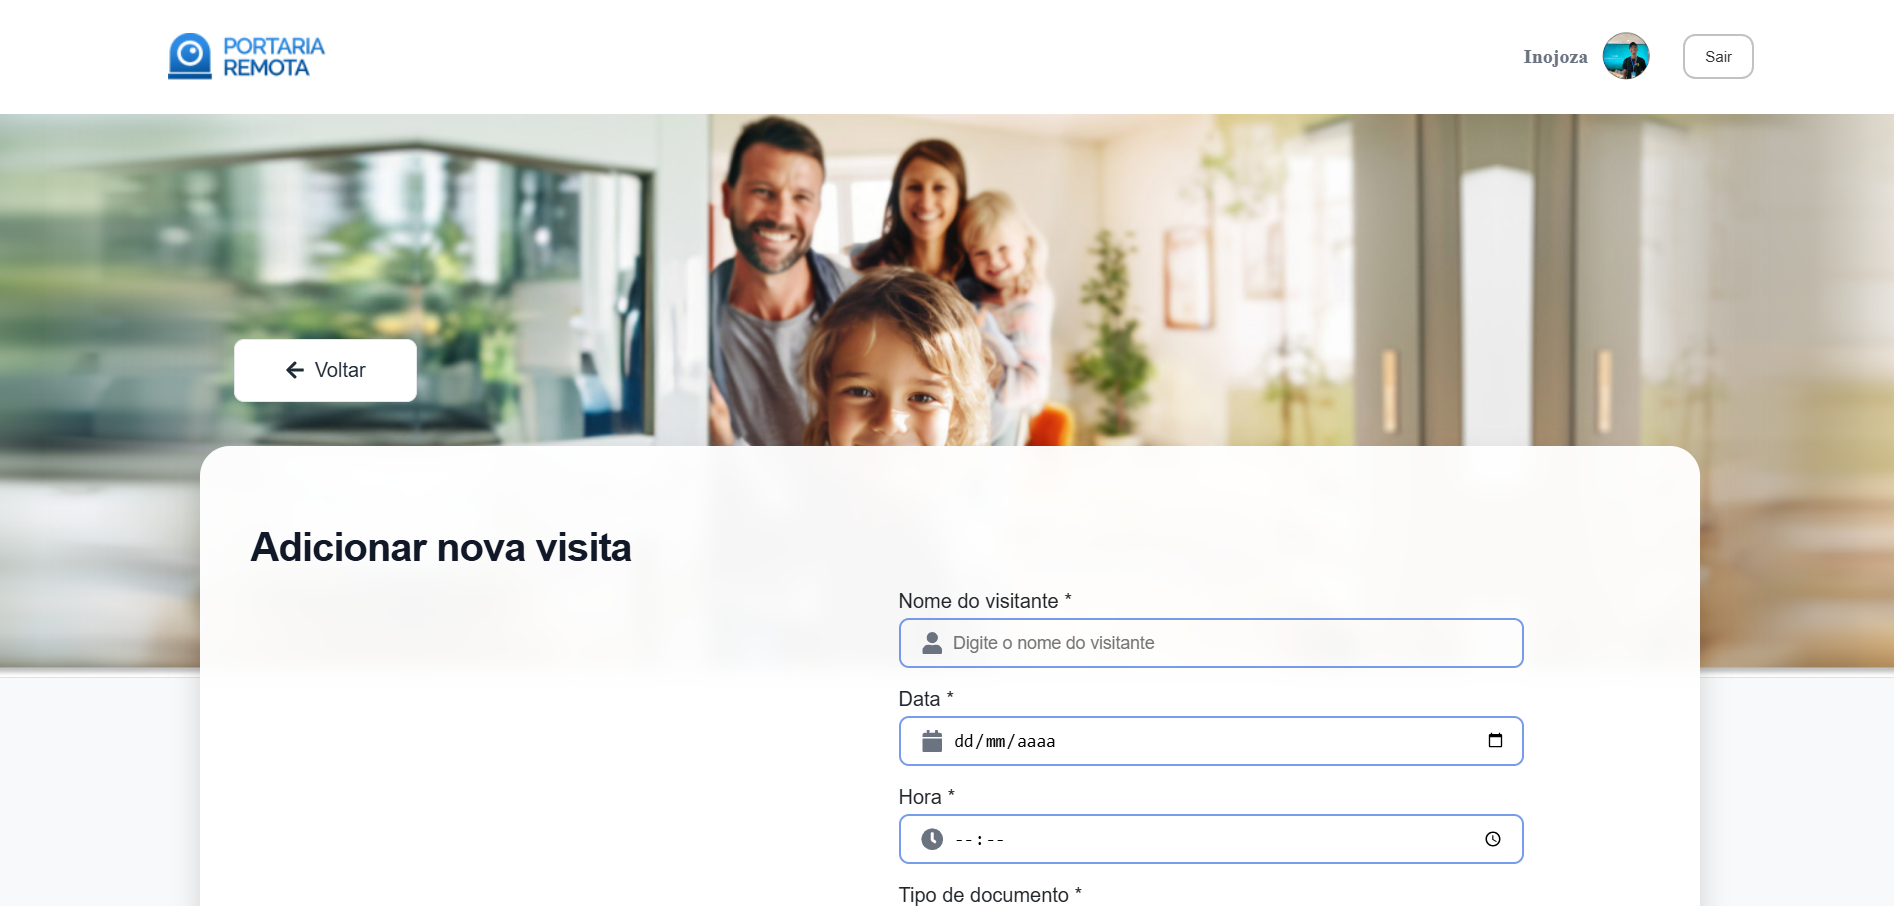 PORTARIA
REMOTA
Inojoza
Sair
Voltar
Adicionar nova visita
Nome do visitante *
Digite o nome do visitante
Data *
dd/mm/aaaa
Hora *
--:--
Tipo de documento *